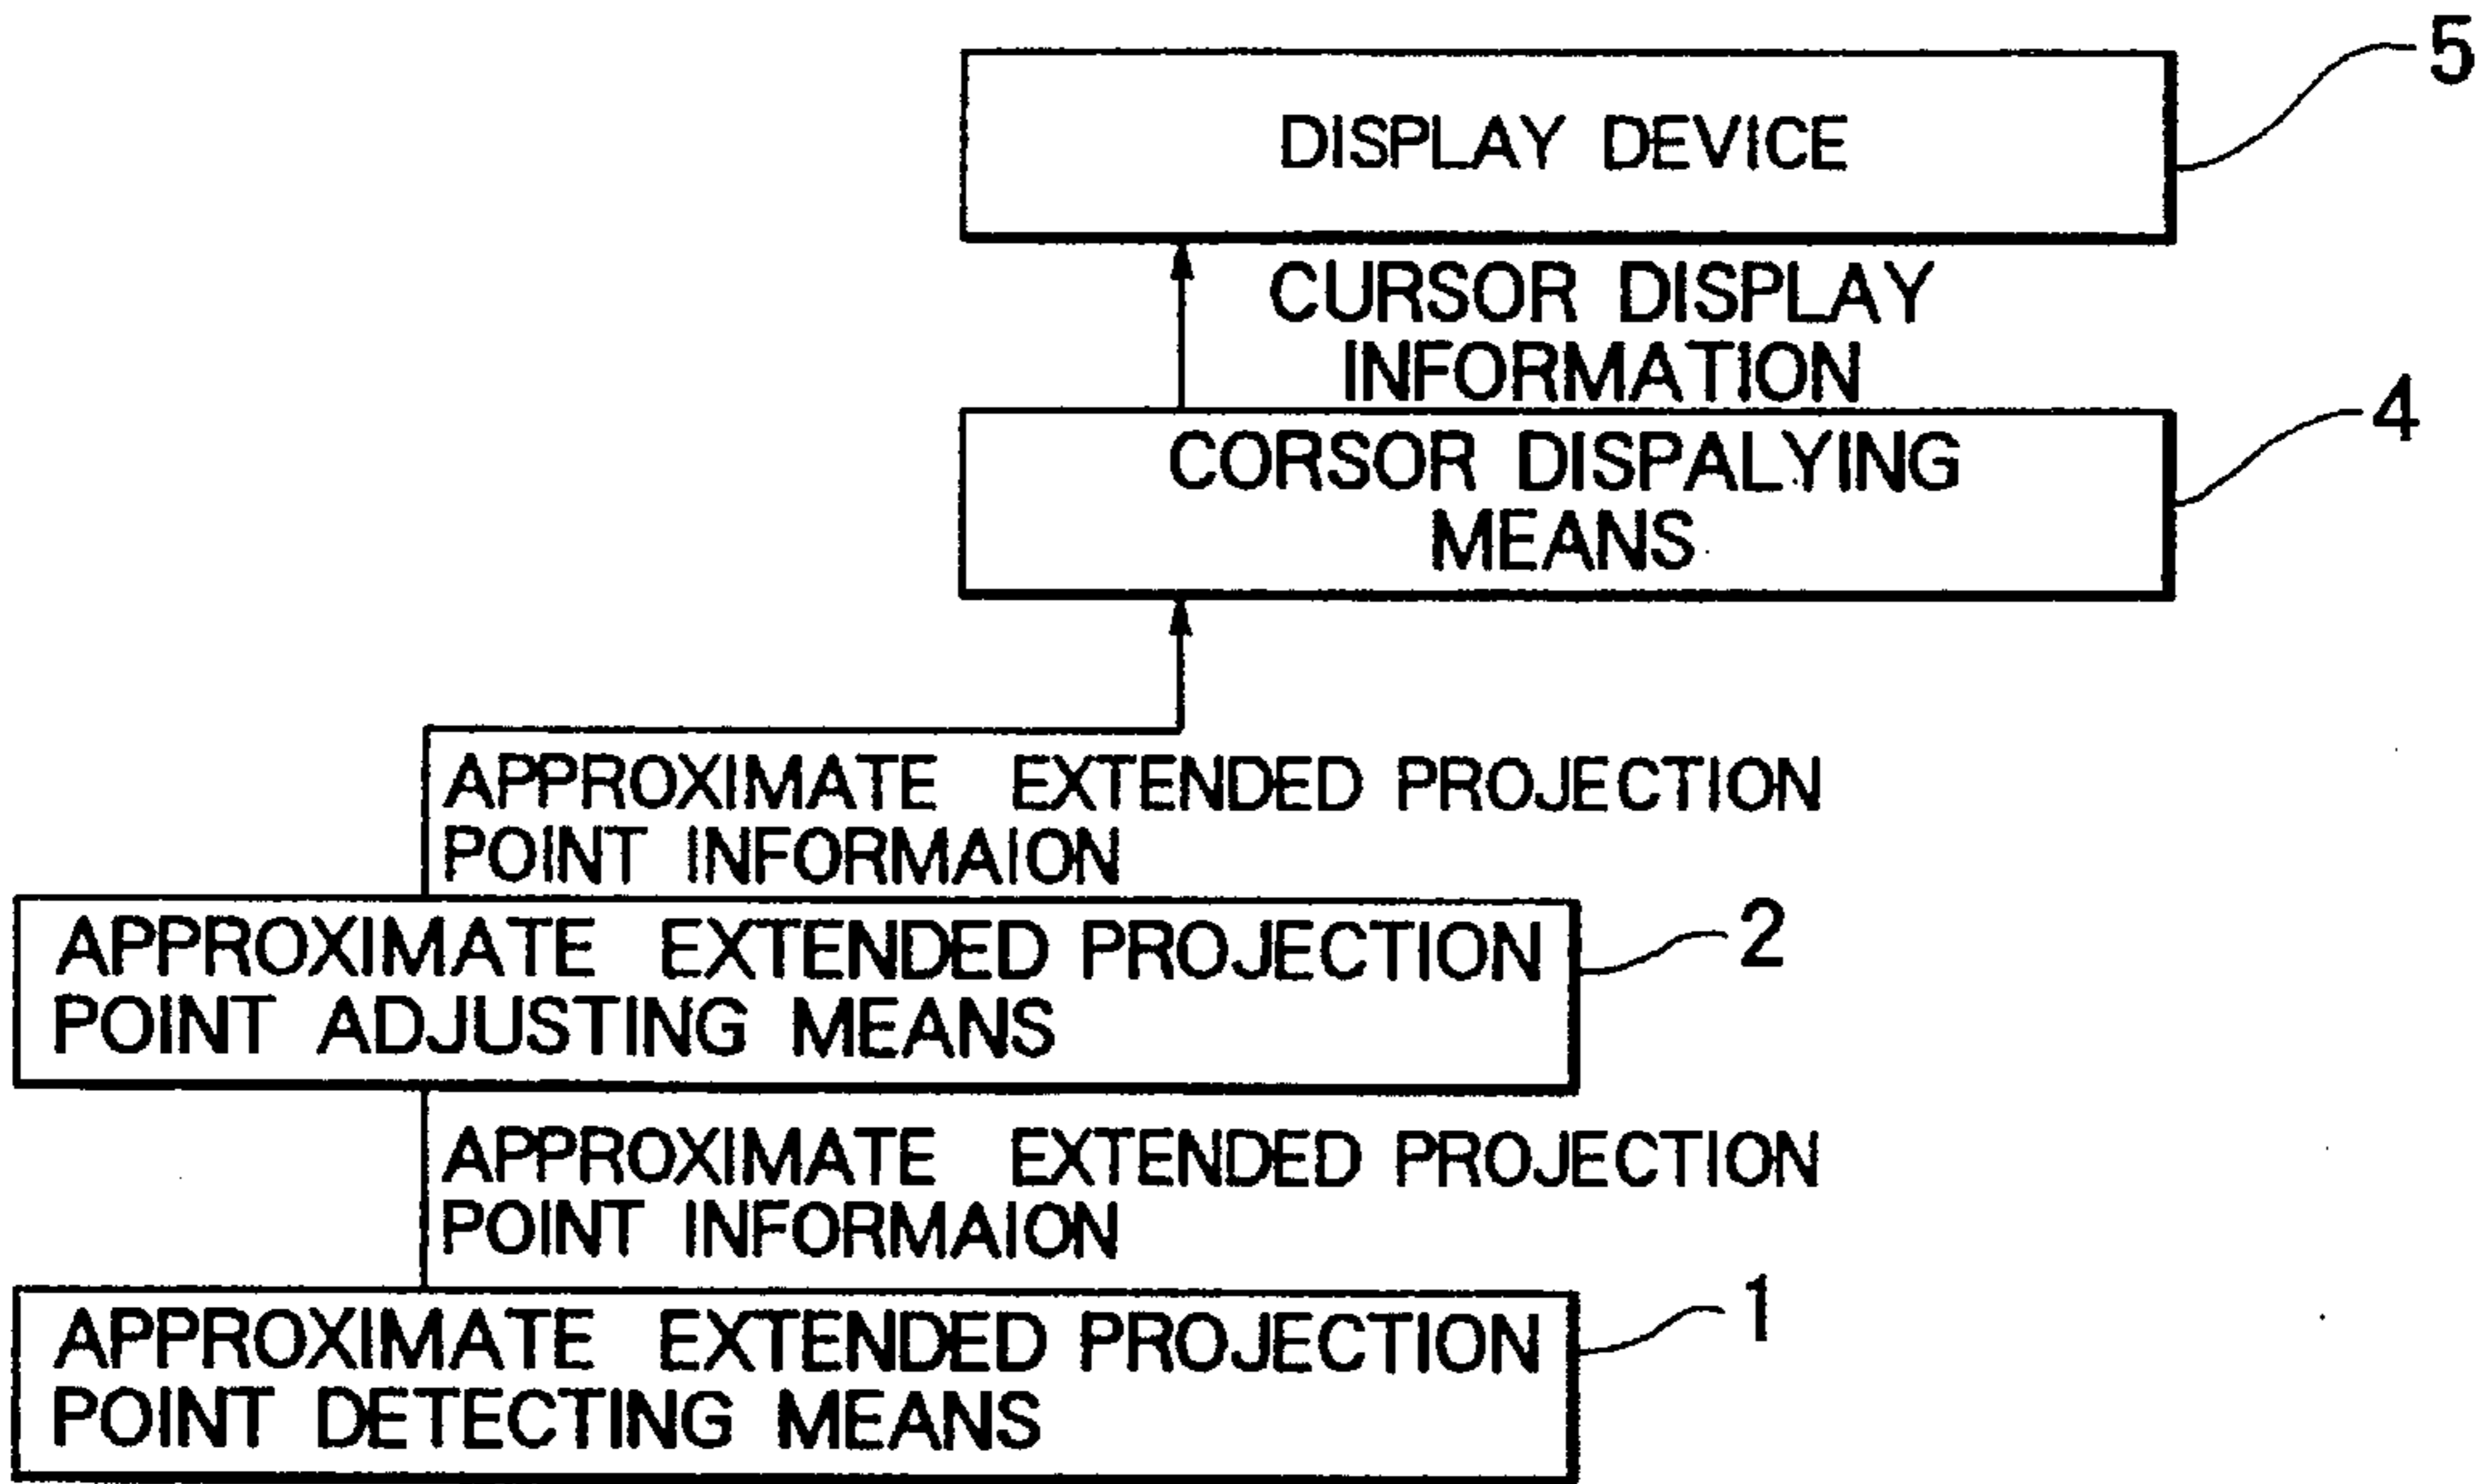 5
DISPLAY DEVICE
CURSOR DISPLAY
INFORMATION
4
CORSOR DISPALYING
MEANS
APPROXIMATE EXTENDED PROJECTION
POINT INFORMAION
2
APPROXIMATE EXTENDED PROJECTION
POINT ADJUSTING MEANS
APPROXIMATE EXTENDED PROJECTION
POINT INFORMAION
1
APPROXIMATE EXTENDED PROJECTION
POINT DETECTING MEANS